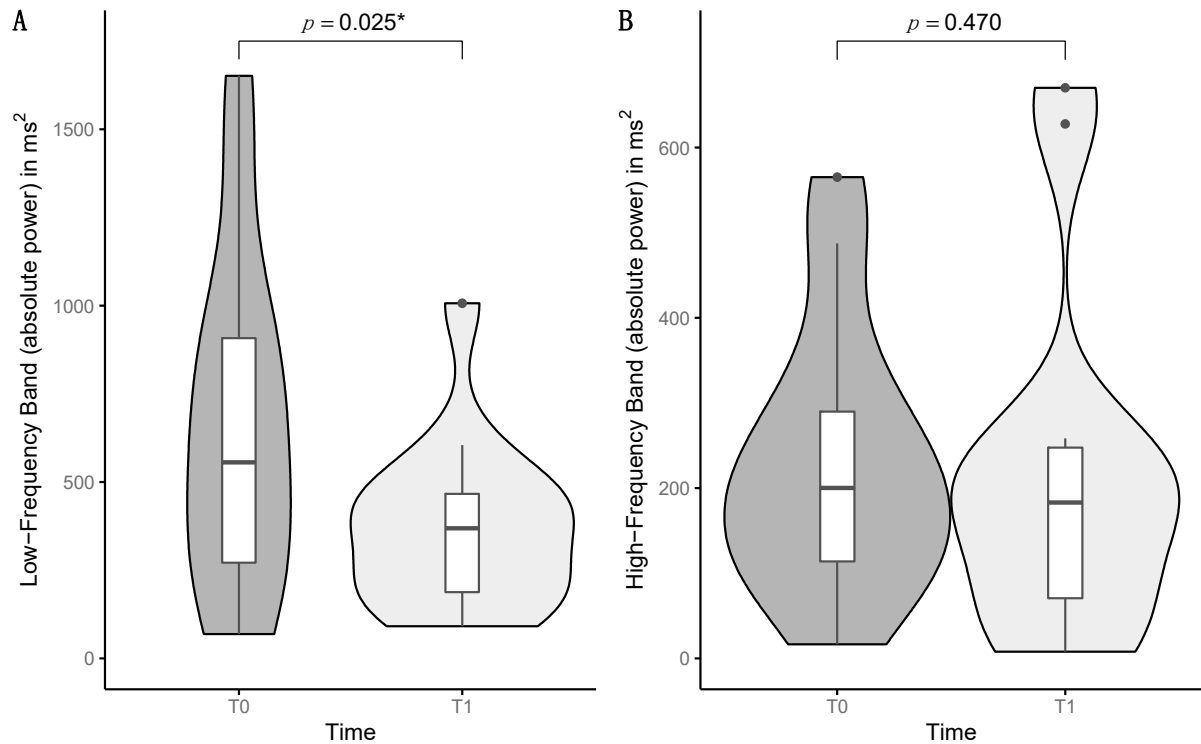 A
p = 0.025*
Low-Frequency Band (absolute power) in ms²
1500
1000
500
0
T0
T1
Time
B
p = 0.470
High-Frequency Band (absolute power) in ms²
600
400
200
0
T0
T1
Time